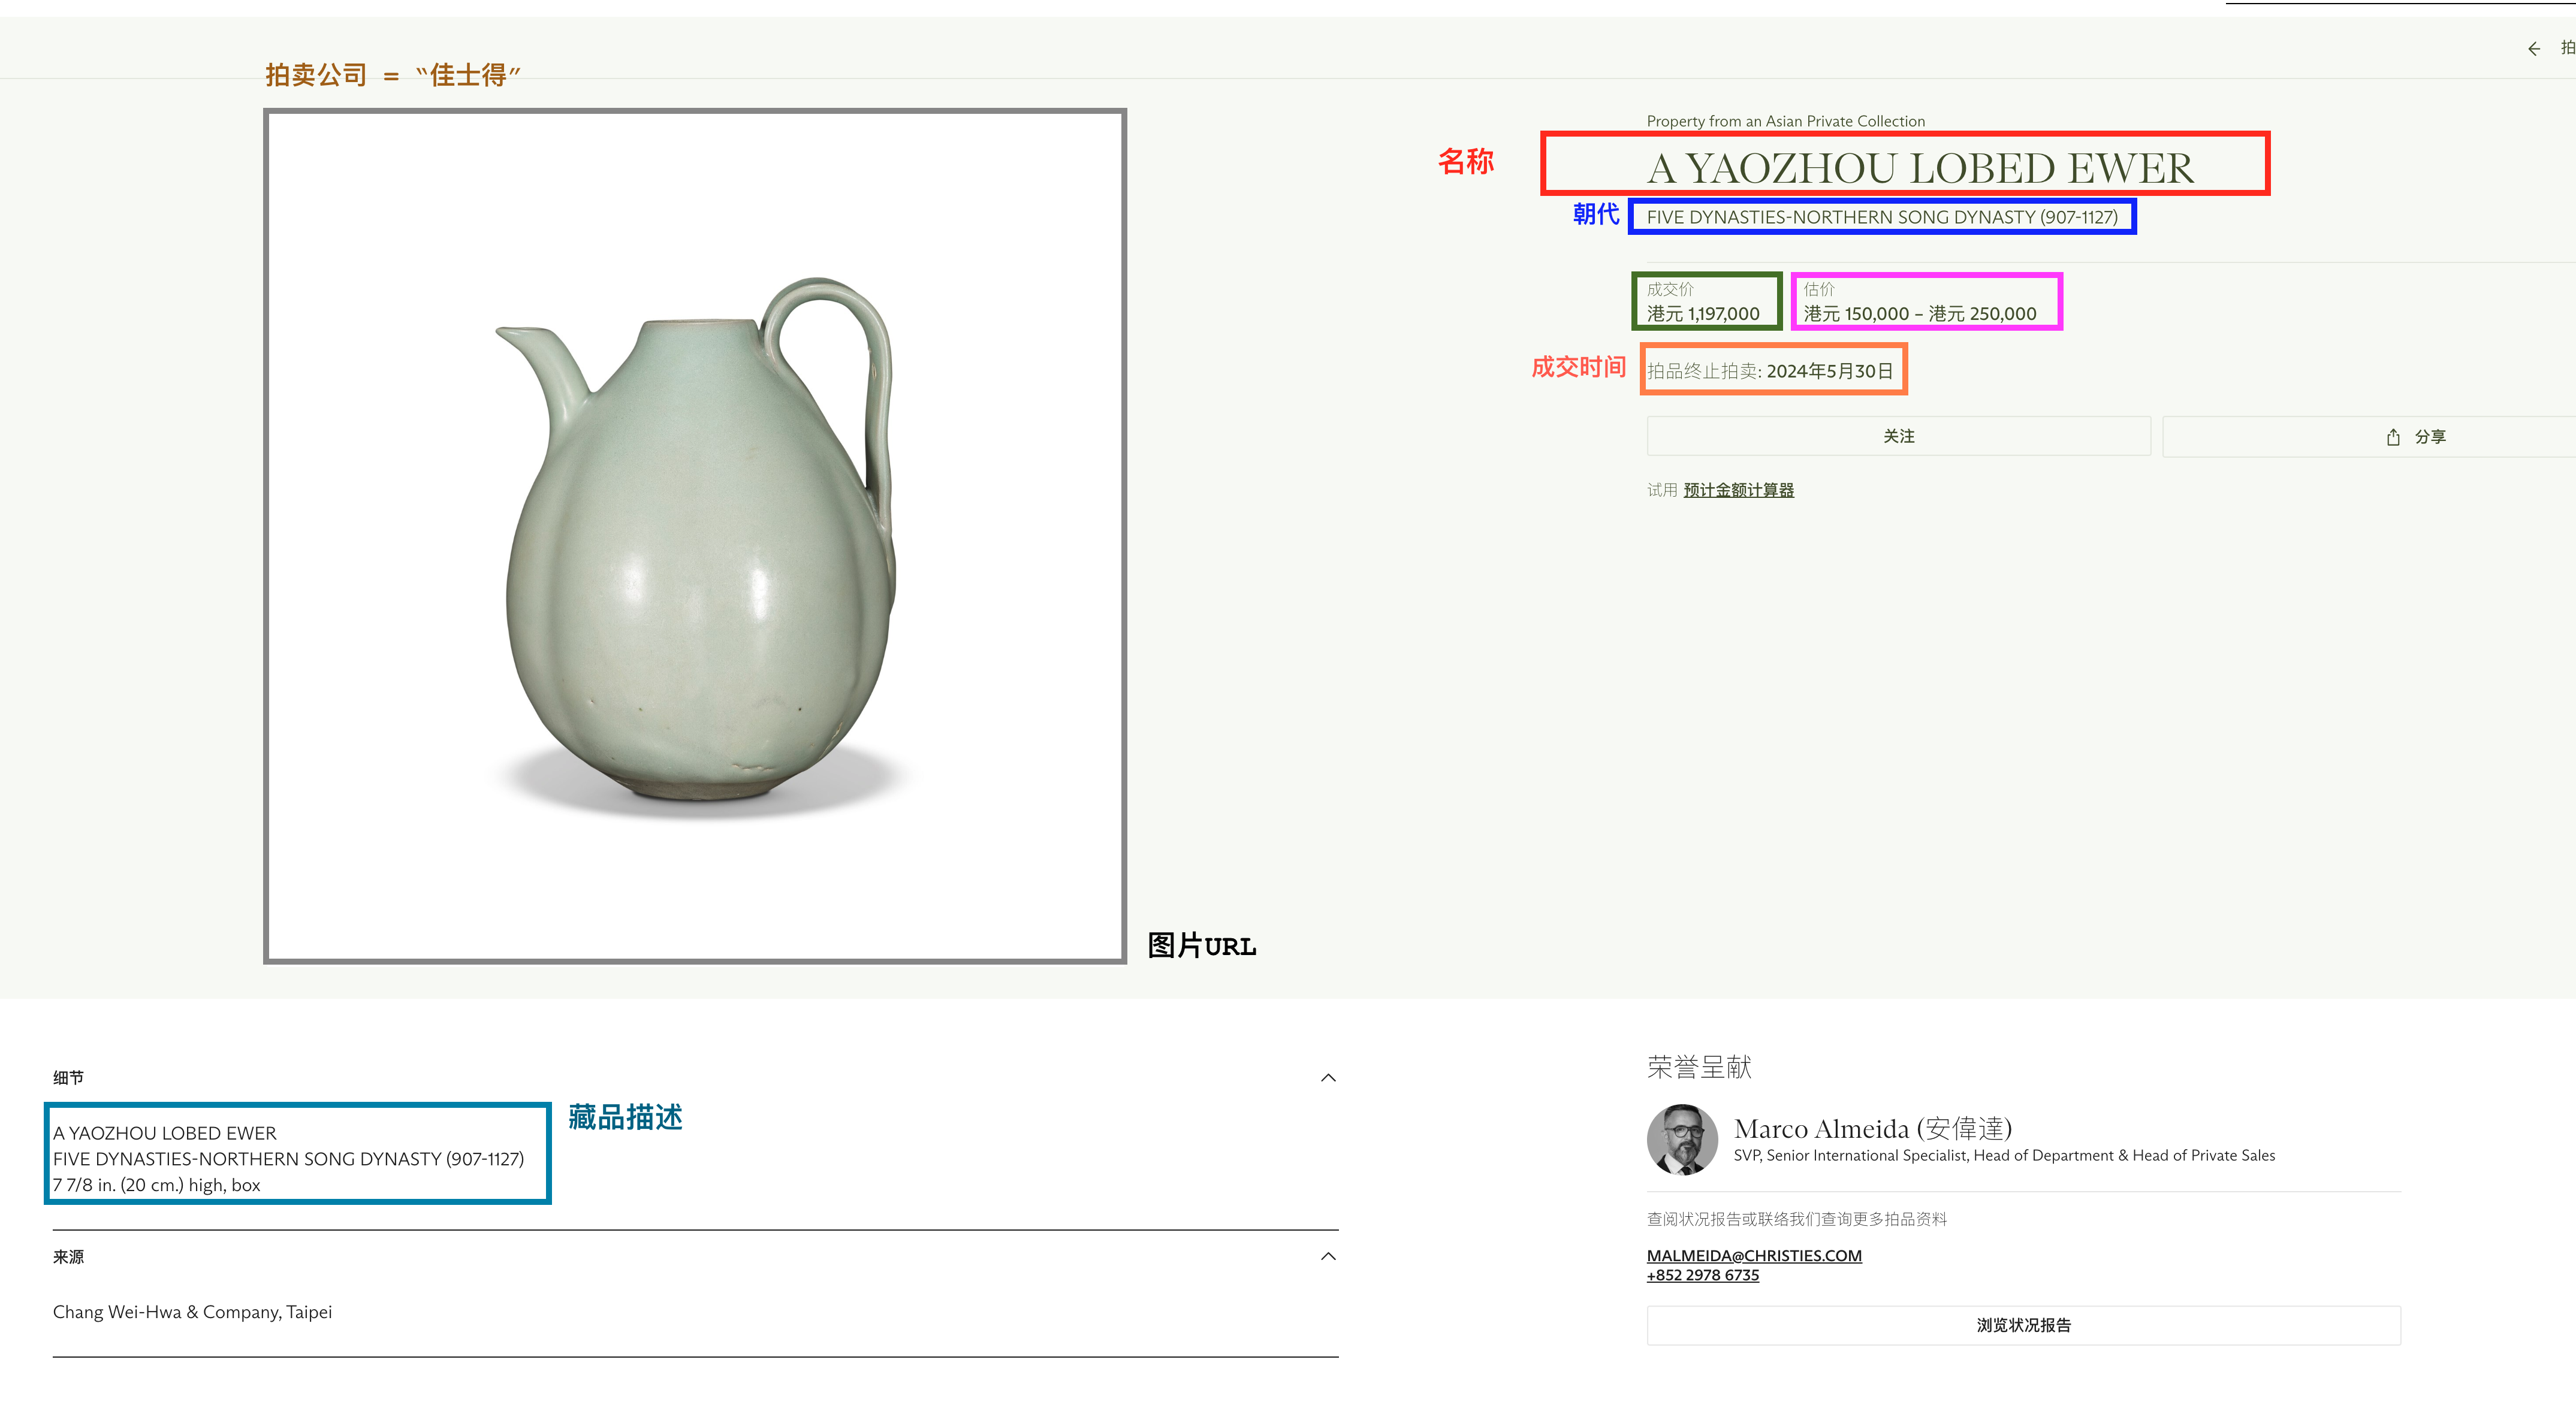 拍
拍卖公司 = “佳士得”
Property from an Asian Private Collection
名称
A YAOZHOU LOBED EWER
朝代
FIVE DYNASTIES-NORTHERN SONG DYNASTY (907-1127)
成交价
港元 1,197,000
估价
港元 150,000 – 港元 250,000
成交时间
拍品终止拍卖: 2024年5月30日
关注
分享
试用 预计金额计算器
图片URL
细节
藏品描述
A YAOZHOU LOBED EWER
FIVE DYNASTIES-NORTHERN SONG DYNASTY (907-1127)
7 7/8 in. (20 cm.) high, box
来源
Chang Wei-Hwa & Company, Taipei
荣誉呈献
Marco Almeida (安偉達)
SVP, Senior International Specialist, Head of Department & Head of Private Sales
查阅状况报告或联络我们查询更多拍品资料
MALMEIDA@CHRISTIES.COM
+852 2978 6735
浏览状况报告